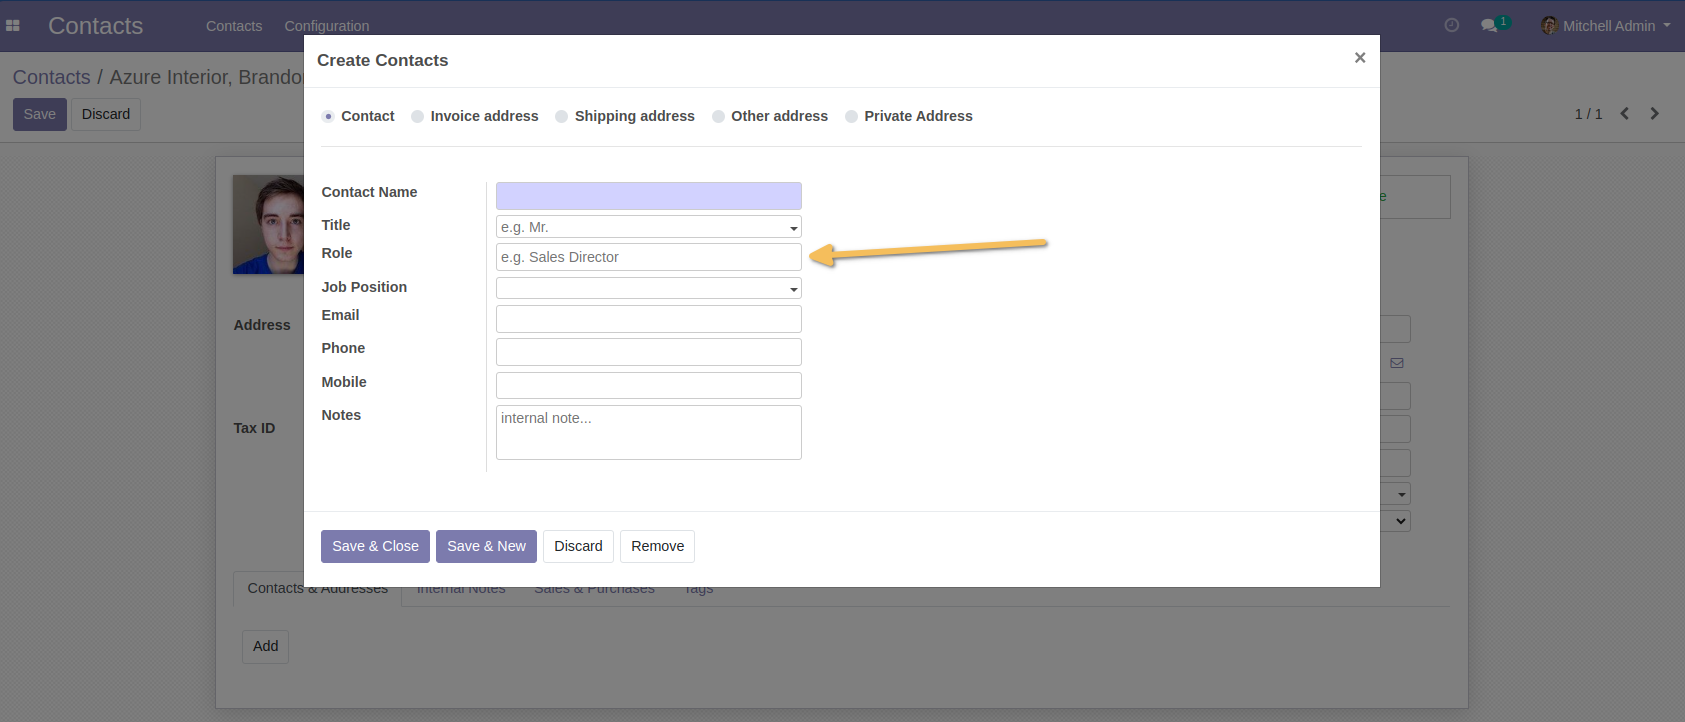 Contacts Contacts Configuration 1 Mitchell Admin
Create Contacts ×
Contacts / Azure Interior, Brandon
Save Discard
1 / 1
Contact Invoice address Shipping address Other address Private Address
Contact Name
Title e.g. Mr.
Role e.g. Sales Director
Job Position
Email
Address
Phone
Mobile
Notes internal note...
Tax ID
Save & Close Save & New Discard Remove
Contacts & Addresses Internal Notes Sales & Purchases Tags
Add